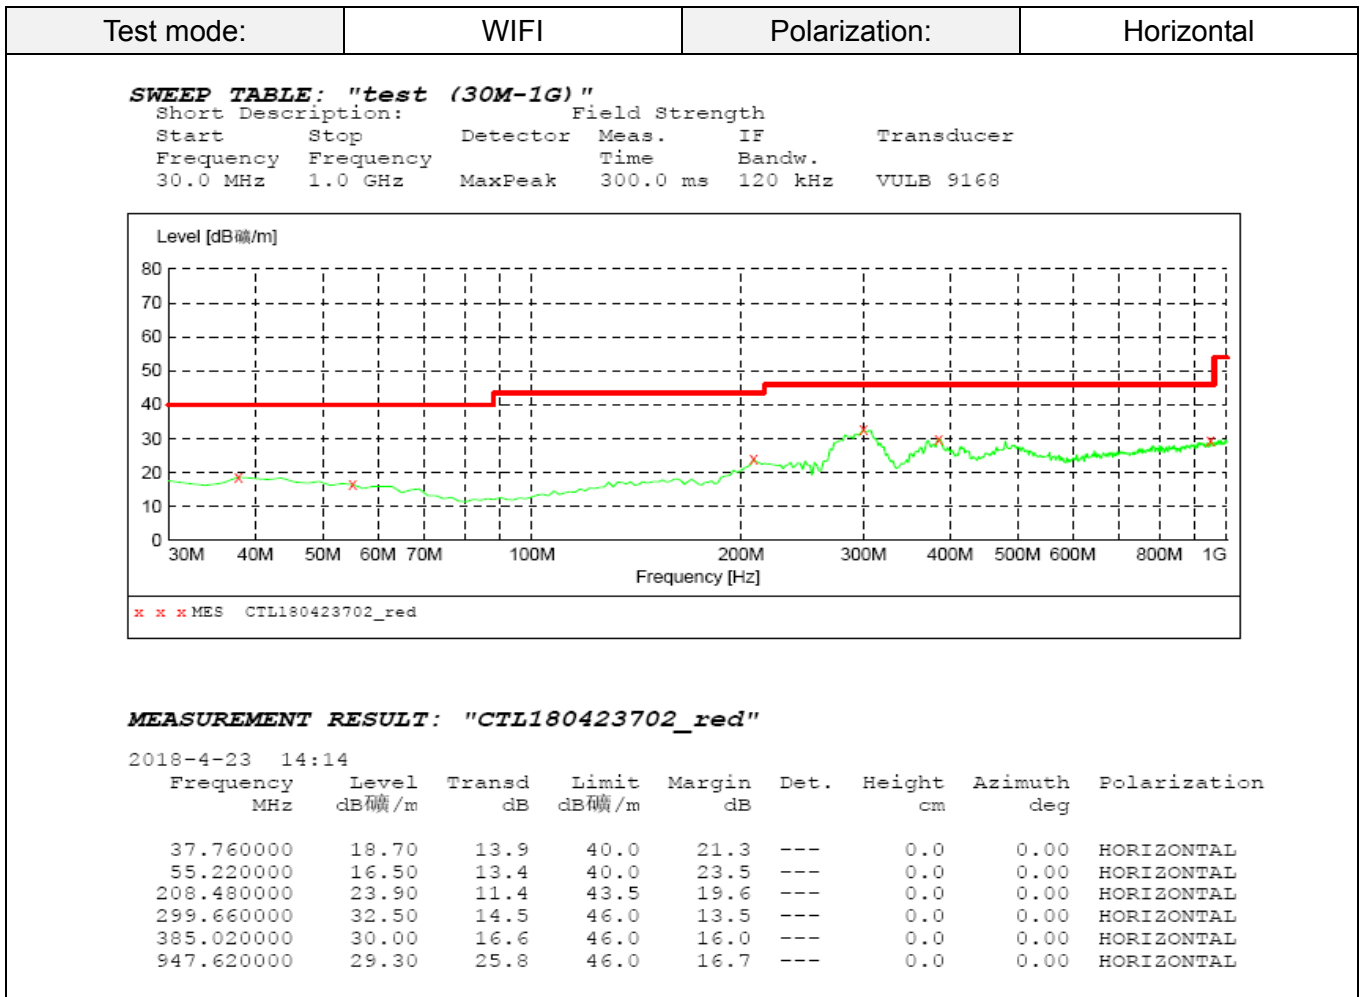 Test mode: WIFI Polarization: Horizontal
SWEEP TABLE: "test (30M-1G)"
Short Description: Field Strength
Start Stop Detector Meas. IF Transducer
Frequency Frequency Time Bandw.
30.0 MHz 1.0 GHz MaxPeak 300.0 ms 120 kHz VULB 9168
Level [dB礦/m]
80
70
60
50
40
30
20
10
0
30M 40M 50M 60M 70M 100M 200M 300M 400M 500M 600M 800M 1G
Frequency [Hz]
x x x MES CTL180423702_red
MEASUREMENT RESULT: "CTL180423702_red"
2018-4-23 14:14
Frequency Level Transd Limit Margin Det. Height Azimuth Polarization
MHz dB礦/m dB dB礦/m dB cm deg
37.760000 18.70 13.9 40.0 21.3 --- 0.0 0.00 HORIZONTAL
55.220000 16.50 13.4 40.0 23.5 --- 0.0 0.00 HORIZONTAL
208.480000 23.90 11.4 43.5 19.6 --- 0.0 0.00 HORIZONTAL
299.660000 32.50 14.5 46.0 13.5 --- 0.0 0.00 HORIZONTAL
385.020000 30.00 16.6 46.0 16.0 --- 0.0 0.00 HORIZONTAL
947.620000 29.30 25.8 46.0 16.7 --- 0.0 0.00 HORIZONTAL